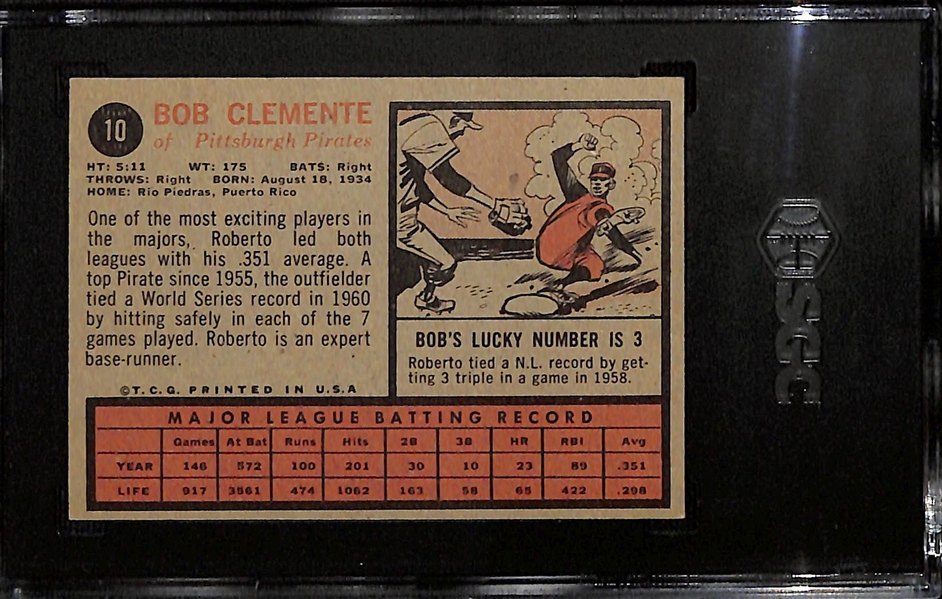 10
BOB CLEMENTE
of Pittsburgh Pirates
HT: 5:11 WT: 175 BATS: Right
THROWS: Right BORN: August 18, 1934
HOME: Rio Piedras, Puerto Rico
One of the most exciting players in
the majors, Roberto led both
leagues with his .351 average. A
top Pirate since 1955, the outfielder
tied a World Series record in 1960
by hitting safely in each of the 7
games played. Roberto is an expert
base-runner.
©T.C.G. PRINTED IN U.S.A
BOB'S LUCKY NUMBER IS 3
Roberto tied a N.L. record by get-
ting 3 triple in a game in 1958.
MAJOR LEAGUE BATTING RECORD
Games At Bat Runs Hits 2B 3B HR RBI Avg
YEAR 146 572 100 201 30 10 23 89 .351
LIFE 917 3561 474 1062 163 58 65 422 .298
SGC